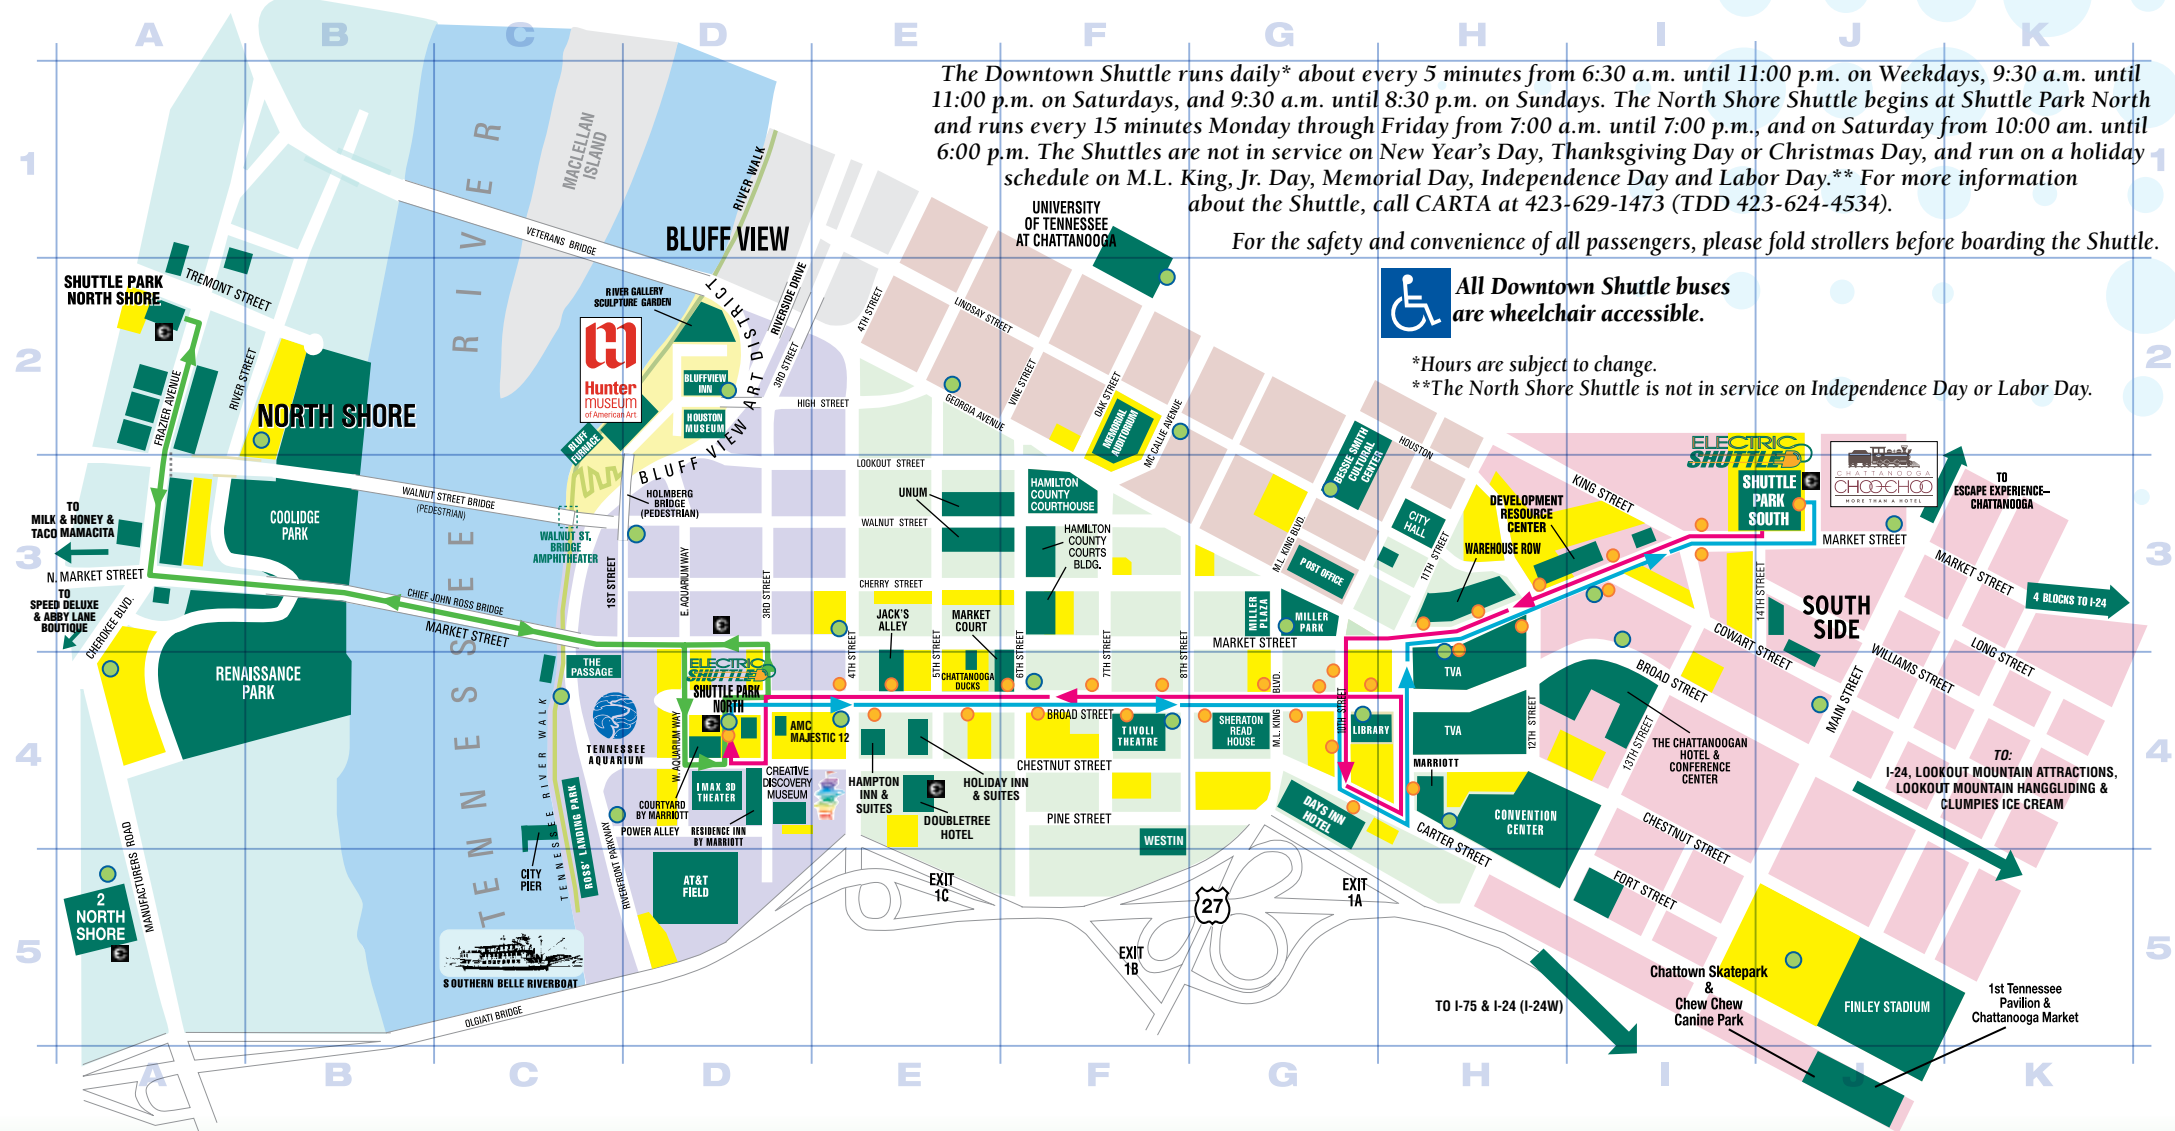 A B C D E F G H I J K
The Downtown Shuttle runs daily* about every 5 minutes from 6:30 a.m. until 11:00 p.m. on Weekdays, 9:30 a.m. until
11:00 p.m. on Saturdays, and 9:30 a.m. until 8:30 p.m. on Sundays. The North Shore Shuttle begins at Shuttle Park North
and runs every 15 minutes Monday through Friday from 7:00 a.m. until 7:00 p.m., and on Saturday from 10:00 am. until
6:00 p.m. The Shuttles are not in service on New Year's Day, Thanksgiving Day or Christmas Day, and run on a holiday
schedule on M.L. King, Jr. Day, Memorial Day, Independence Day and Labor Day.** For more information
about the Shuttle, call CARTA at 423-629-1473 (TDD 423-624-4534).
For the safety and convenience of all passengers, please fold strollers before boarding the Shuttle.
All Downtown Shuttle buses
are wheelchair accessible.
*Hours are subject to change.
**The North Shore Shuttle is not in service on Independence Day or Labor Day.
1
1
2
2
3
3
4
4
5
5
MACLELLAN
ISLAND
TENNESSEE RIVER
RIVER WALK
VETERANS BRIDGE
BLUFF VIEW
UNIVERSITY
OF TENNESSEE
AT CHATTANOOGA
SHUTTLE PARK
NORTH SHORE
TREMONT STREET
RIVER STREET
FRAZIER AVENUE
NORTH SHORE
RIVER GALLERY
SCULPTURE GARDEN
Hunter
MUSEUM
of American Art
BLUFFVIEW
INN
HOUSTON
MUSEUM
BLUFF
FURNACE
BLUFF VIEW ART DISTRICT
RIVERSIDE DRIVE
3RD STREET
4TH STREET
HIGH STREET
LINDSAY STREET
GEORGIA AVENUE
VINE STREET
OAK STREET
MEMORIAL
AUDITORIUM
MC CALLIE AVENUE
BESSIE SMITH
CULTURAL
CENTER
HOUSTON
KING STREET
ELECTRIC
SHUTTLE
SHUTTLE
PARK
SOUTH
CHATTANOOGA
CHOO-CHOO
MORE THAN A HOTEL
TO
ESCAPE EXPERIENCE–
CHATTANOOGA
TO
MILK & HONEY &
TACO MAMACITA
N. MARKET STREET
TO
SPEED DELUXE
& ABBY LANE
BOUTIQUE
CHEROKEE BLVD.
COOLIDGE
PARK
WALNUT STREET BRIDGE
(PEDESTRIAN)
WALNUT ST.
BRIDGE
AMPHITHEATER
HOLMBERG
BRIDGE
(PEDESTRIAN)
LOOKOUT STREET
UNUM
WALNUT STREET
HAMILTON
COUNTY
COURTHOUSE
HAMILTON
COUNTY
COURTS
BLDG.
CHERRY STREET
1ST STREET
E. AQUARIUM WAY
3RD STREET
CHIEF JOHN ROSS BRIDGE
MARKET STREET
RENAISSANCE
PARK
THE
PASSAGE
ELECTRIC
SHUTTLE
SHUTTLE PARK
NORTH
TENNESSEE
AQUARIUM
W. AQUARIUM WAY
AMC
MAJESTIC 12
4TH STREET
JACK'S
ALLEY
5TH STREET
MARKET
COURT
CHATTANOOGA
DUCKS
6TH STREET
7TH STREET
8TH STREET
BROAD STREET
TIVOLI
THEATRE
SHERATON
READ
HOUSE
M.L. KING BLVD.
M.L. KING BLVD.
10TH STREET
LIBRARY
MARKET STREET
MILLER
PLAZA
MILLER
PARK
POST OFFICE
CITY
HALL
11TH STREET
DEVELOPMENT
RESOURCE
CENTER
WAREHOUSE ROW
TVA
TVA
12TH STREET
13TH STREET
14TH STREET
MARKET STREET
MARKET STREET
4 BLOCKS TO I-24
SOUTH
SIDE
COWART STREET
BROAD STREET
WILLIAMS STREET
LONG STREET
MAIN STREET
THE CHATTANOOGAN
HOTEL &
CONFERENCE
CENTER
TO:
I-24, LOOKOUT MOUNTAIN ATTRACTIONS,
LOOKOUT MOUNTAIN HANGGLIDING &
CLUMPIES ICE CREAM
CHESTNUT STREET
CHESTNUT STREET
HAMPTON
INN &
SUITES
HOLIDAY INN
& SUITES
DOUBLETREE
HOTEL
CREATIVE
DISCOVERY
MUSEUM
IMAX 3D
THEATER
COURTYARD
BY MARRIOTT
RESIDENCE INN
BY MARRIOTT
POWER ALLEY
PINE STREET
WESTIN
DAYS INN
HOTEL
MARRIOTT
CONVENTION
CENTER
CARTER STREET
FORT STREET
MANUFACTURERS ROAD
2
NORTH
SHORE
CITY
PIER
TENNESSEE RIVER WALK
ROSS' LANDING PARK
RIVERFRONT PARKWAY
AT&T
FIELD
EXIT
1C
EXIT
1B
27
EXIT
1A
SOUTHERN BELLE RIVERBOAT
OLGIATI BRIDGE
TO I-75 & I-24 (I-24W)
Chattown Skatepark
&
Chew Chew
Canine Park
FINLEY STADIUM
1st Tennessee
Pavilion &
Chattanooga Market
A B C D E F G H I J K